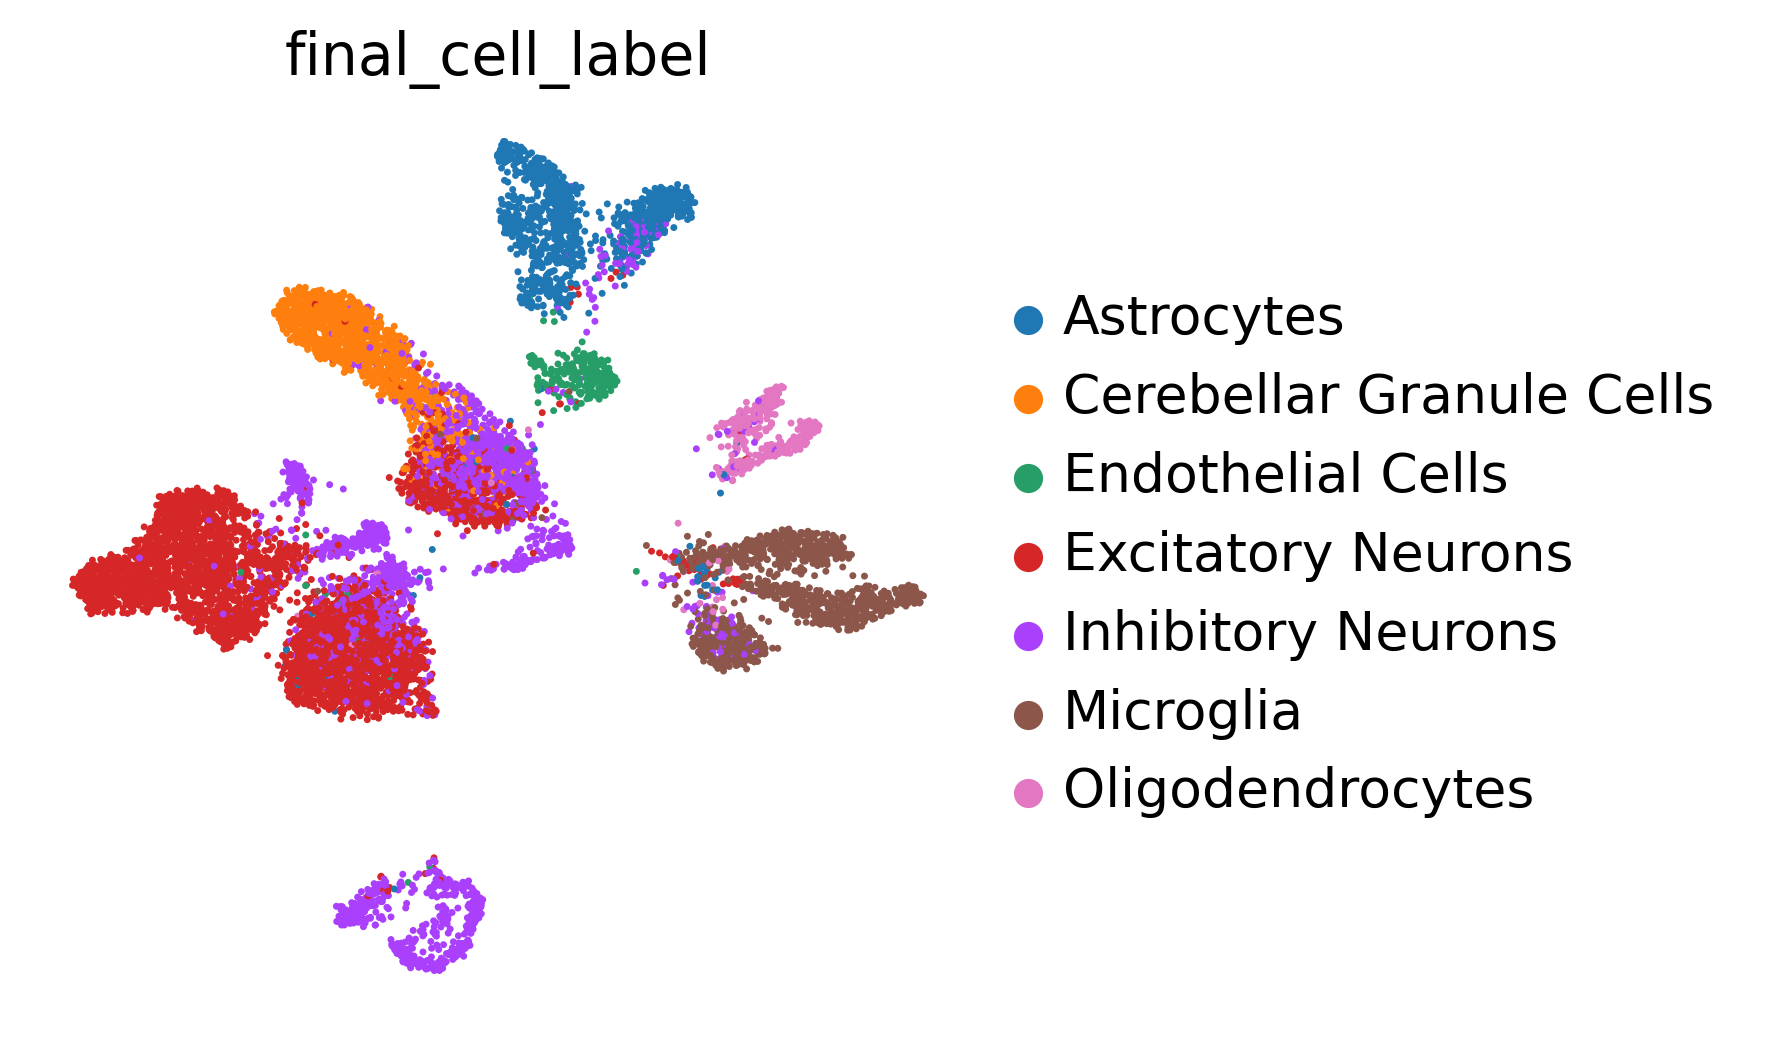 final_cell_label
Astrocytes
Cerebellar Granule Cells
Endothelial Cells
Excitatory Neurons
Inhibitory Neurons
Microglia
Oligodendrocytes